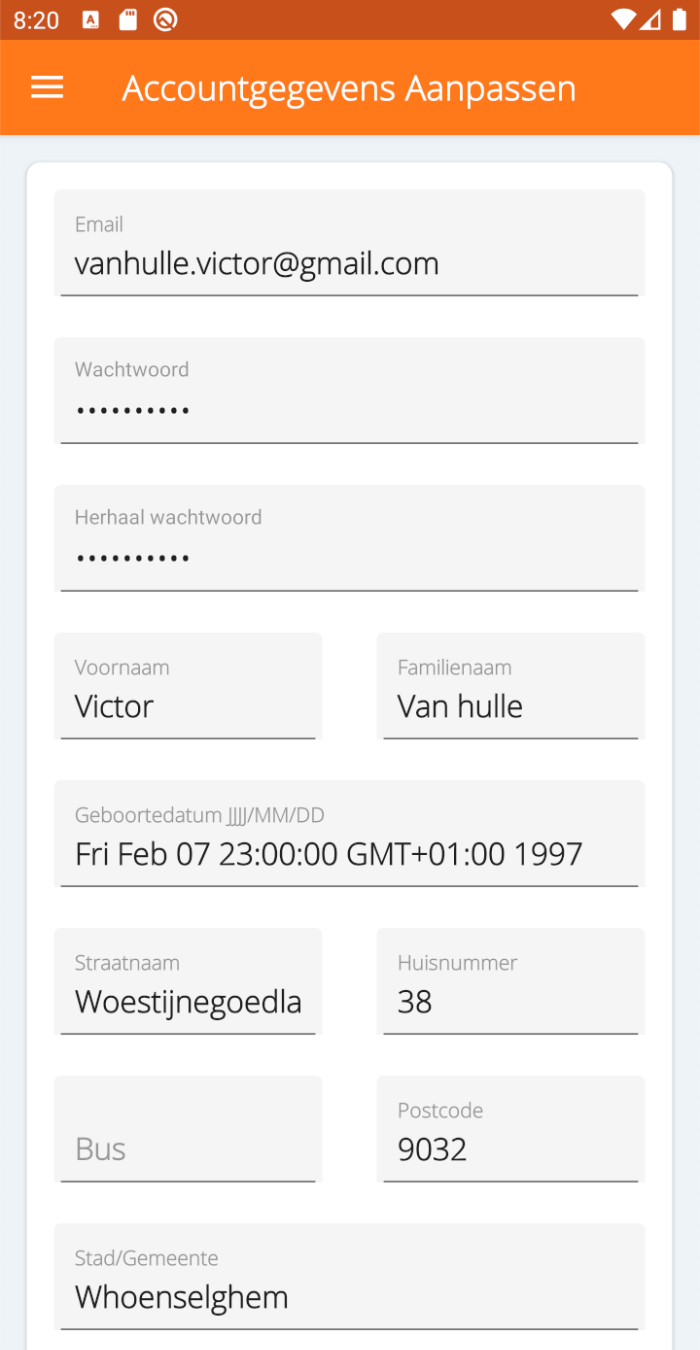 8:20
Accountgegevens Aanpassen
Email
vanhulle.victor@gmail.com
Wachtwoord
••••••••••
Herhaal wachtwoord
••••••••••
Voornaam Familienaam
Victor Van hulle
Geboortedatum JJJJ/MM/DD
Fri Feb 07 23:00:00 GMT+01:00 1997
Straatnaam Huisnummer
Woestijnegoedla 38
Postcode
Bus 9032
Stad/Gemeente
Whoenselghem